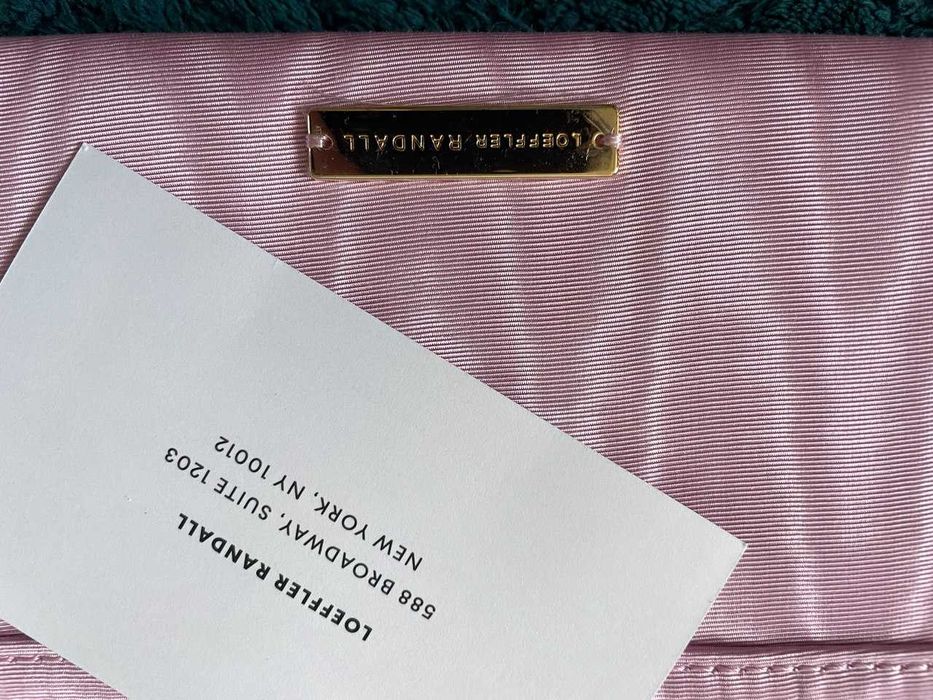 LOEFFLER RANDALL
LOEFFLER RANDALL
588 BROADWAY, SUITE 1203
NEW YORK, NY 10012